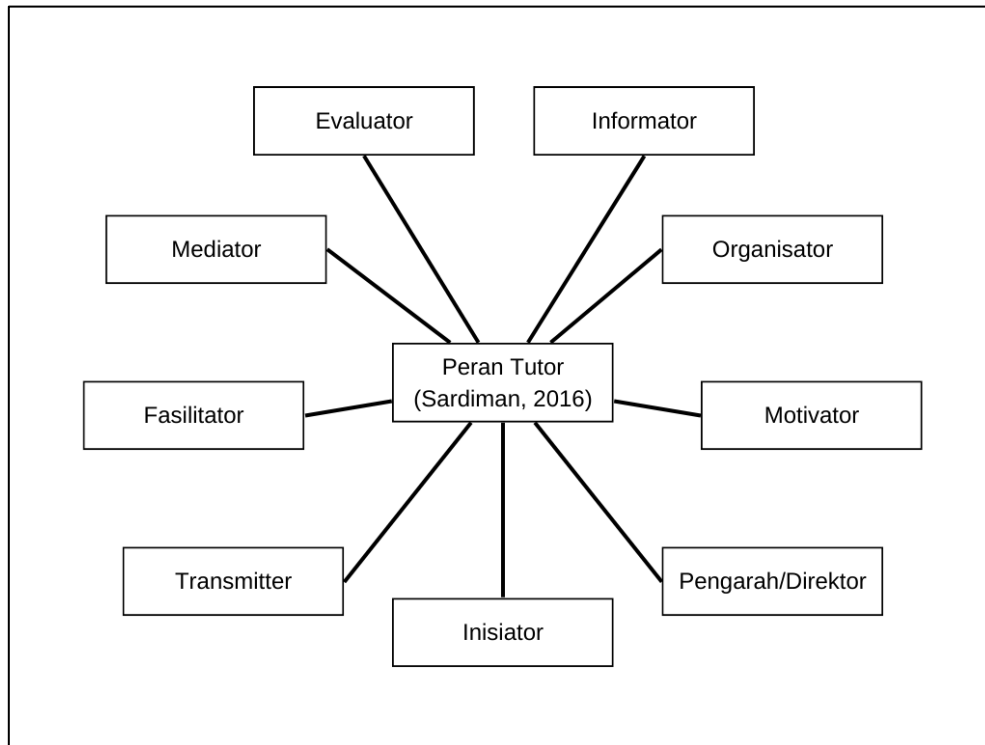 Evaluator
Informator
Mediator
Organisator
Peran Tutor
(Sardiman, 2016)
Fasilitator
Motivator
Transmitter
Pengarah/Direktor
Inisiator